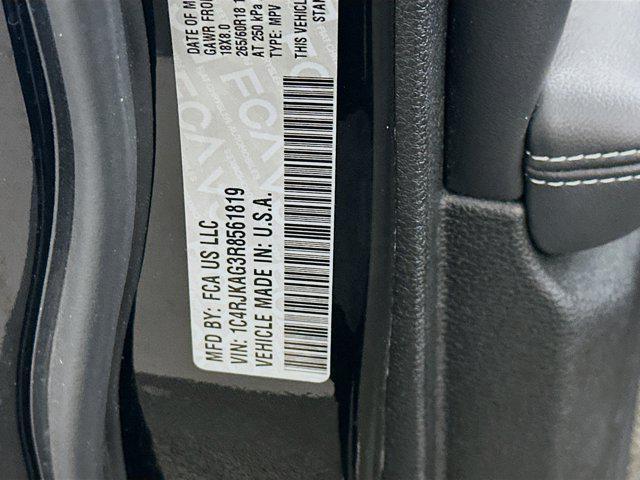 DATE OF M
GAWR FRO
18X8.0
265/60R18 1
AT 250 kPa
TYPE: MPV
THIS VEHICLE
STA
MFD BY: FCA US LLC
VIN: 1C4RJKAG3R8561819
VEHICLE MADE IN: U.S.A.